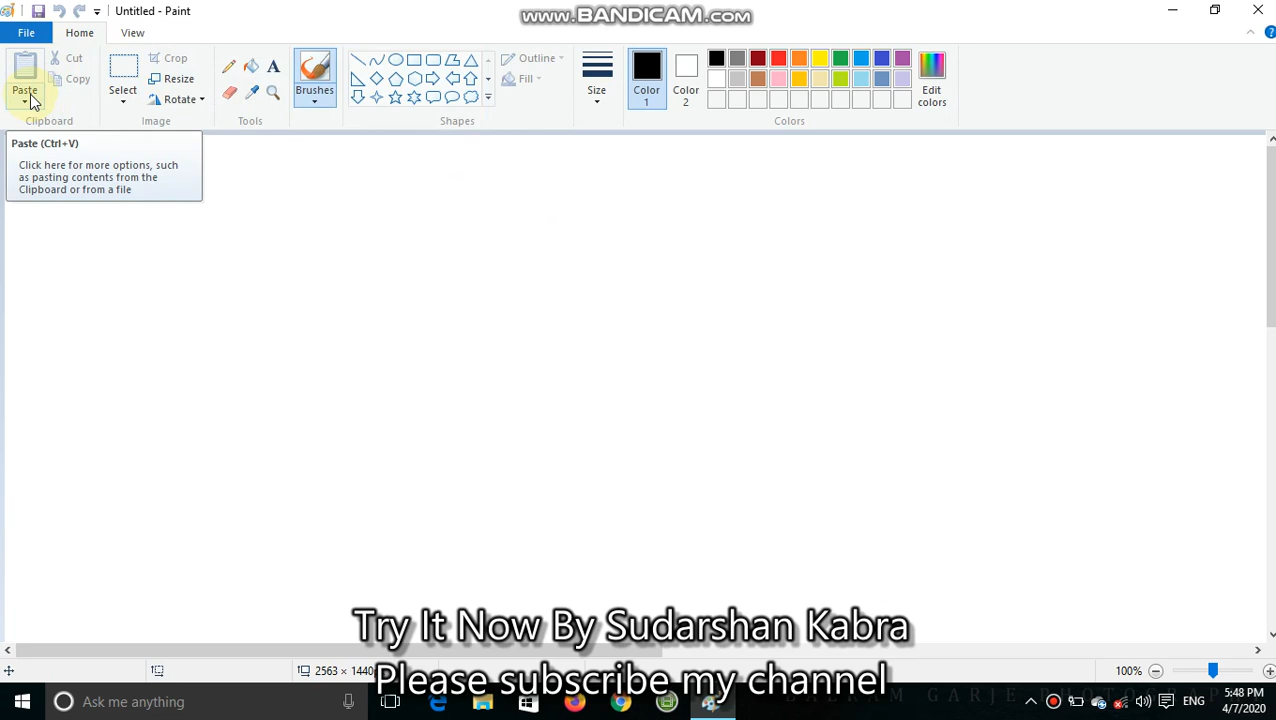 Untitled - Paint
www.BANDICAM.com
File
Home
View
Paste
Cut
Copy
Clipboard
Select
Crop
Resize
Rotate
Image
Tools
Brushes
Shapes
Outline
Fill
Size
Color 1
Color 2
Edit colors
Colors
Paste (Ctrl+V)
Click here for more options, such
as pasting contents from the
Clipboard or from a file
Try It Now By Sudarshan Kabra
Please subscribe my channel
2563 × 1440
100%
Ask me anything
ENG
5:48 PM
4/7/2020